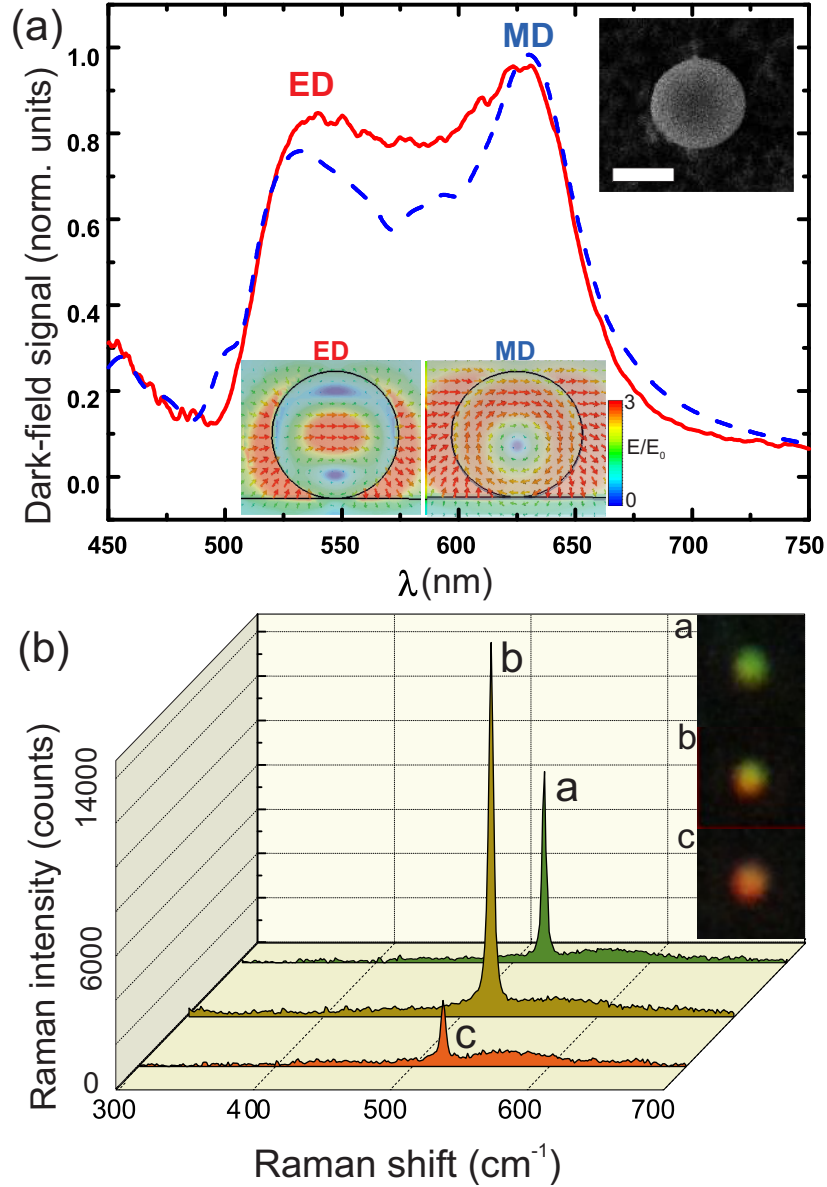 (a)
Dark-field signal (norm. units)
1.0
0.8
0.6
0.4
0.2
0.0
ED
MD
ED
MD
3
E/E₀
0
450 500 550 600 650 700 750
λ (nm)
(b)
Raman intensity (counts)
14000
6000
0
b
a
c
a
b
c
300 400 500 600 700
Raman shift (cm⁻¹)